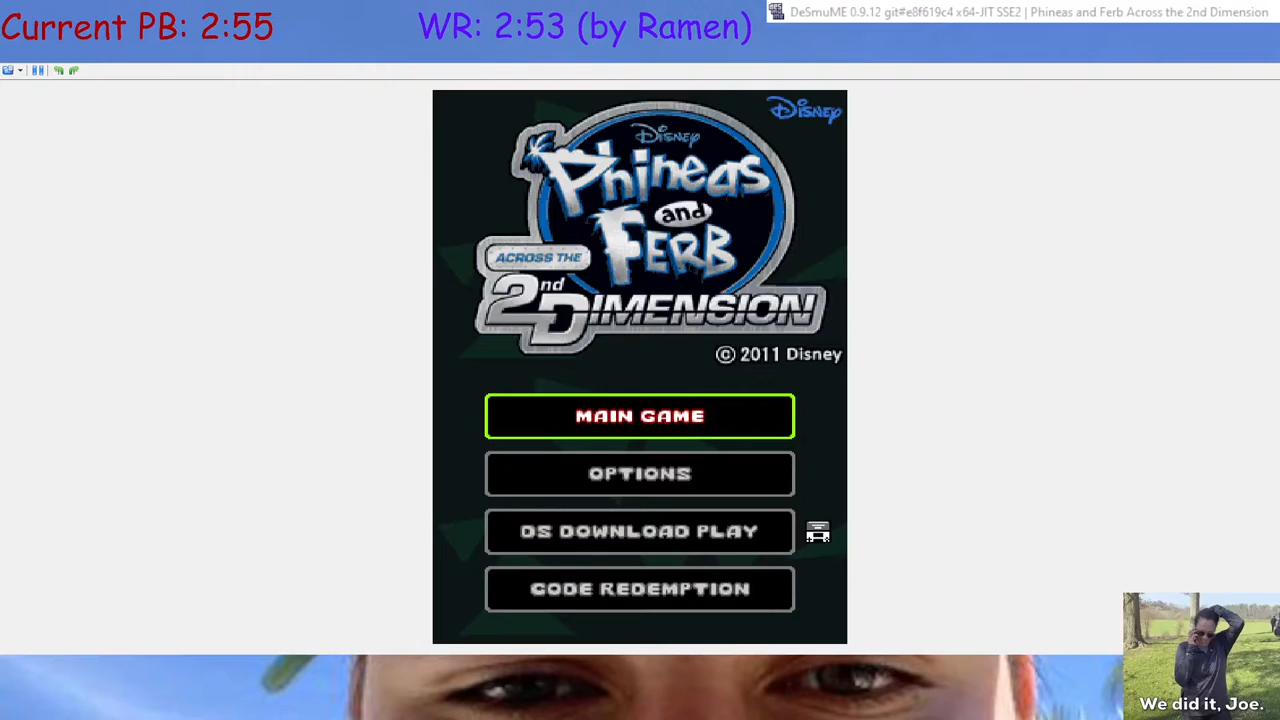 Current PB: 2:55
WR: 2:53 (by Ramen)
DeSmuME 0.9.12 git#e8f619c4 x64-JIT SSE2 | Phineas and Ferb Across the 2nd Dimension
Disney
Disney
Phineas
and
Ferb
ACROSS THE
2nd
DIMENSION
© 2011 Disney
MAIN GAME
OPTIONS
DS DOWNLOAD PLAY
CODE REDEMPTION
We did it, Joe.